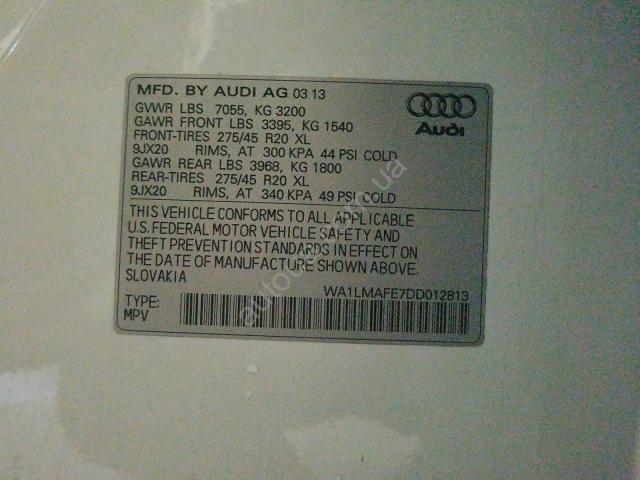 MFD. BY AUDI AG 03 13
GVWR LBS 7055, KG 3200
GAWR FRONT LBS 3395, KG 1540
FRONT-TIRES 275/45 R20 XL
9JX20 RIMS, AT 300 KPA 44 PSI COLD
GAWR REAR LBS 3968, KG 1800
REAR-TIRES 275/45 R20 XL
9JX20 RIMS, AT 340 KPA 49 PSI COLD
Audi
THIS VEHICLE CONFORMS TO ALL APPLICABLE
U.S. FEDERAL MOTOR VEHICLE SAFETY AND
THEFT PREVENTION STANDARDS IN EFFECT ON
THE DATE OF MANUFACTURE SHOWN ABOVE.
SLOVAKIA
WA1LMAFE7DD012813
TYPE:
MPV